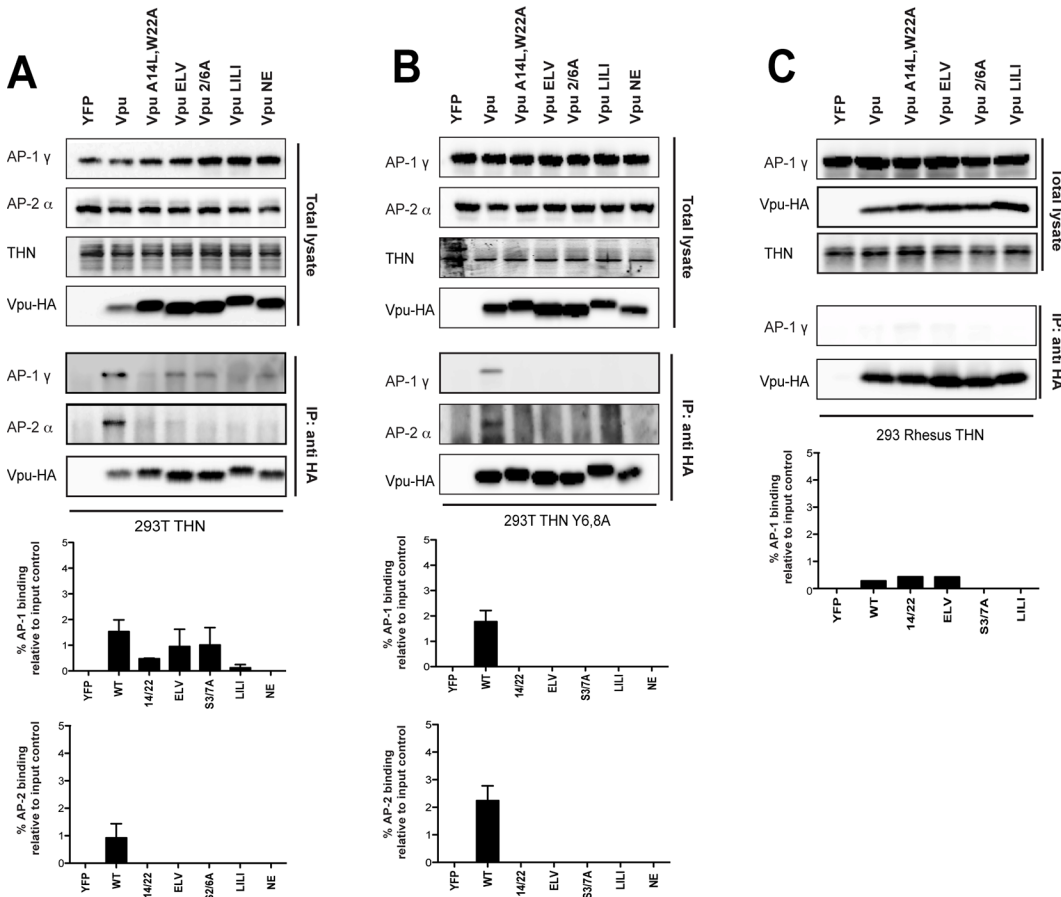 A
YFP
Vpu
Vpu A14L,W22A
Vpu ELV
Vpu 2/6A
Vpu LILI
Vpu NE
AP-1 γ
AP-2 α
THN
Vpu-HA
Total lysate
AP-1 γ
AP-2 α
Vpu-HA
IP: anti HA
293T THN
% AP-1 binding
relative to input control
5
4
3
2
1
0
YFP
WT
14/22
ELV
S3/7A
LILI
NE
% AP-2 binding
relative to input control
5
4
3
2
1
0
YFP
WT
14/22
ELV
S2/6A
LILI
NE
B
YFP
Vpu
Vpu A14L,W22A
Vpu ELV
Vpu 2/6A
Vpu LILI
Vpu NE
AP-1 γ
AP-2 α
THN
Vpu-HA
Total lysate
AP-1 γ
AP-2 α
Vpu-HA
IP: anti HA
293T THN Y6,8A
% AP-1 binding
relative to input control
5
4
3
2
1
0
YFP
WT
14/22
ELV
S3/7A
LILI
NE
% AP-2 binding
relative to input control
5
4
3
2
1
0
YFP
WT
14/22
ELV
S3/7A
LILI
NE
C
YFP
Vpu
Vpu A14L,W22A
Vpu ELV
Vpu 2/6A
Vpu LILI
AP-1 γ
Vpu-HA
THN
Total lysate
AP-1 γ
Vpu-HA
IP: anti HA
293 Rhesus THN
% AP-1 binding
relative to input control
5
4
3
2
1
0
YFP
WT
14/22
ELV
S3/7A
LILI